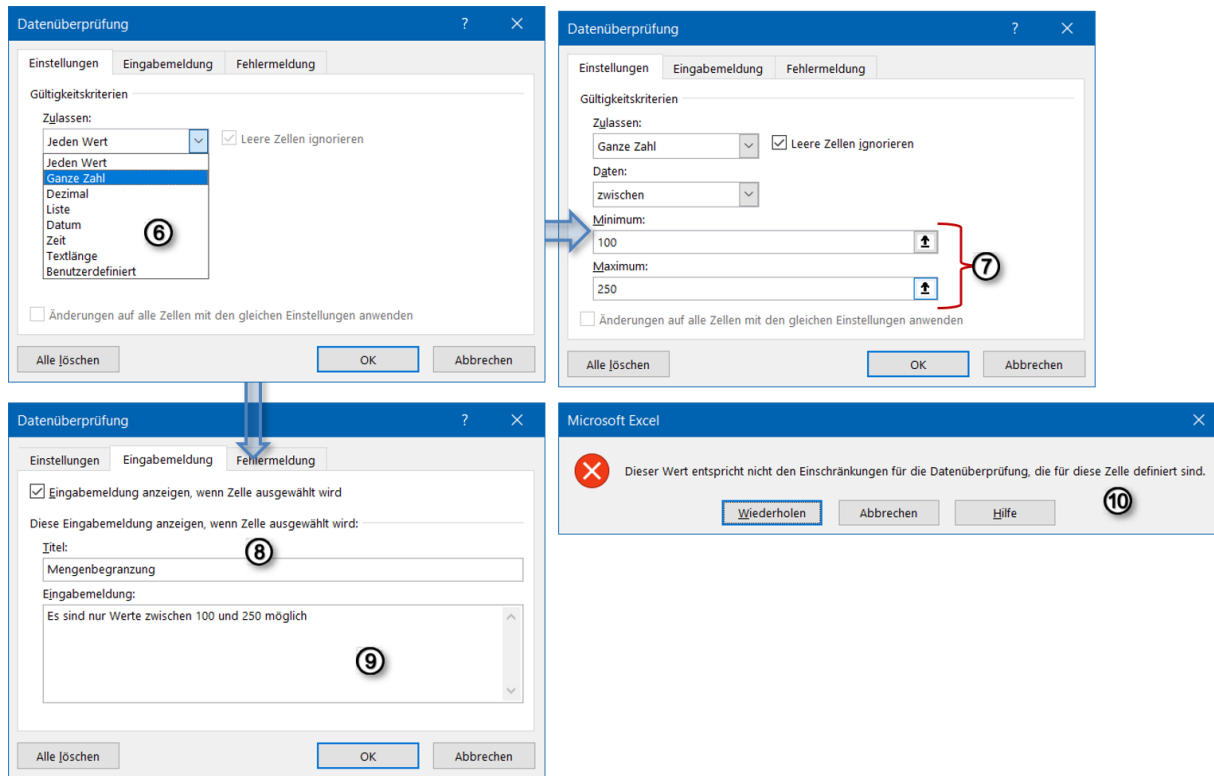 Datenüberprüfung ? ×
Einstellungen Eingabemeldung Fehlermeldung
Gültigkeitskriterien
Zulassen:
Jeden Wert Leere Zellen ignorieren
Jeden Wert
Ganze Zahl
Dezimal
Liste
Datum
Zeit
Textlänge
Benutzerdefiniert
⑥
Änderungen auf alle Zellen mit den gleichen Einstellungen anwenden
Alle löschen OK Abbrechen
Datenüberprüfung ? ×
Einstellungen Eingabemeldung Fehlermeldung
Gültigkeitskriterien
Zulassen:
Ganze Zahl Leere Zellen ignorieren
Daten:
zwischen
Minimum:
100
⑦
Maximum:
250
Änderungen auf alle Zellen mit den gleichen Einstellungen anwenden
Alle löschen OK Abbrechen
Datenüberprüfung ? ×
Einstellungen Eingabemeldung Fehlermeldung
Eingabemeldung anzeigen, wenn Zelle ausgewählt wird
Diese Eingabemeldung anzeigen, wenn Zelle ausgewählt wird:
Titel:
⑧
Mengenbegranzung
Eingabemeldung:
Es sind nur Werte zwischen 100 und 250 möglich
⑨
Alle löschen OK Abbrechen
Microsoft Excel ×
Dieser Wert entspricht nicht den Einschränkungen für die Datenüberprüfung, die für diese Zelle definiert sind.
⑩
Wiederholen Abbrechen Hilfe